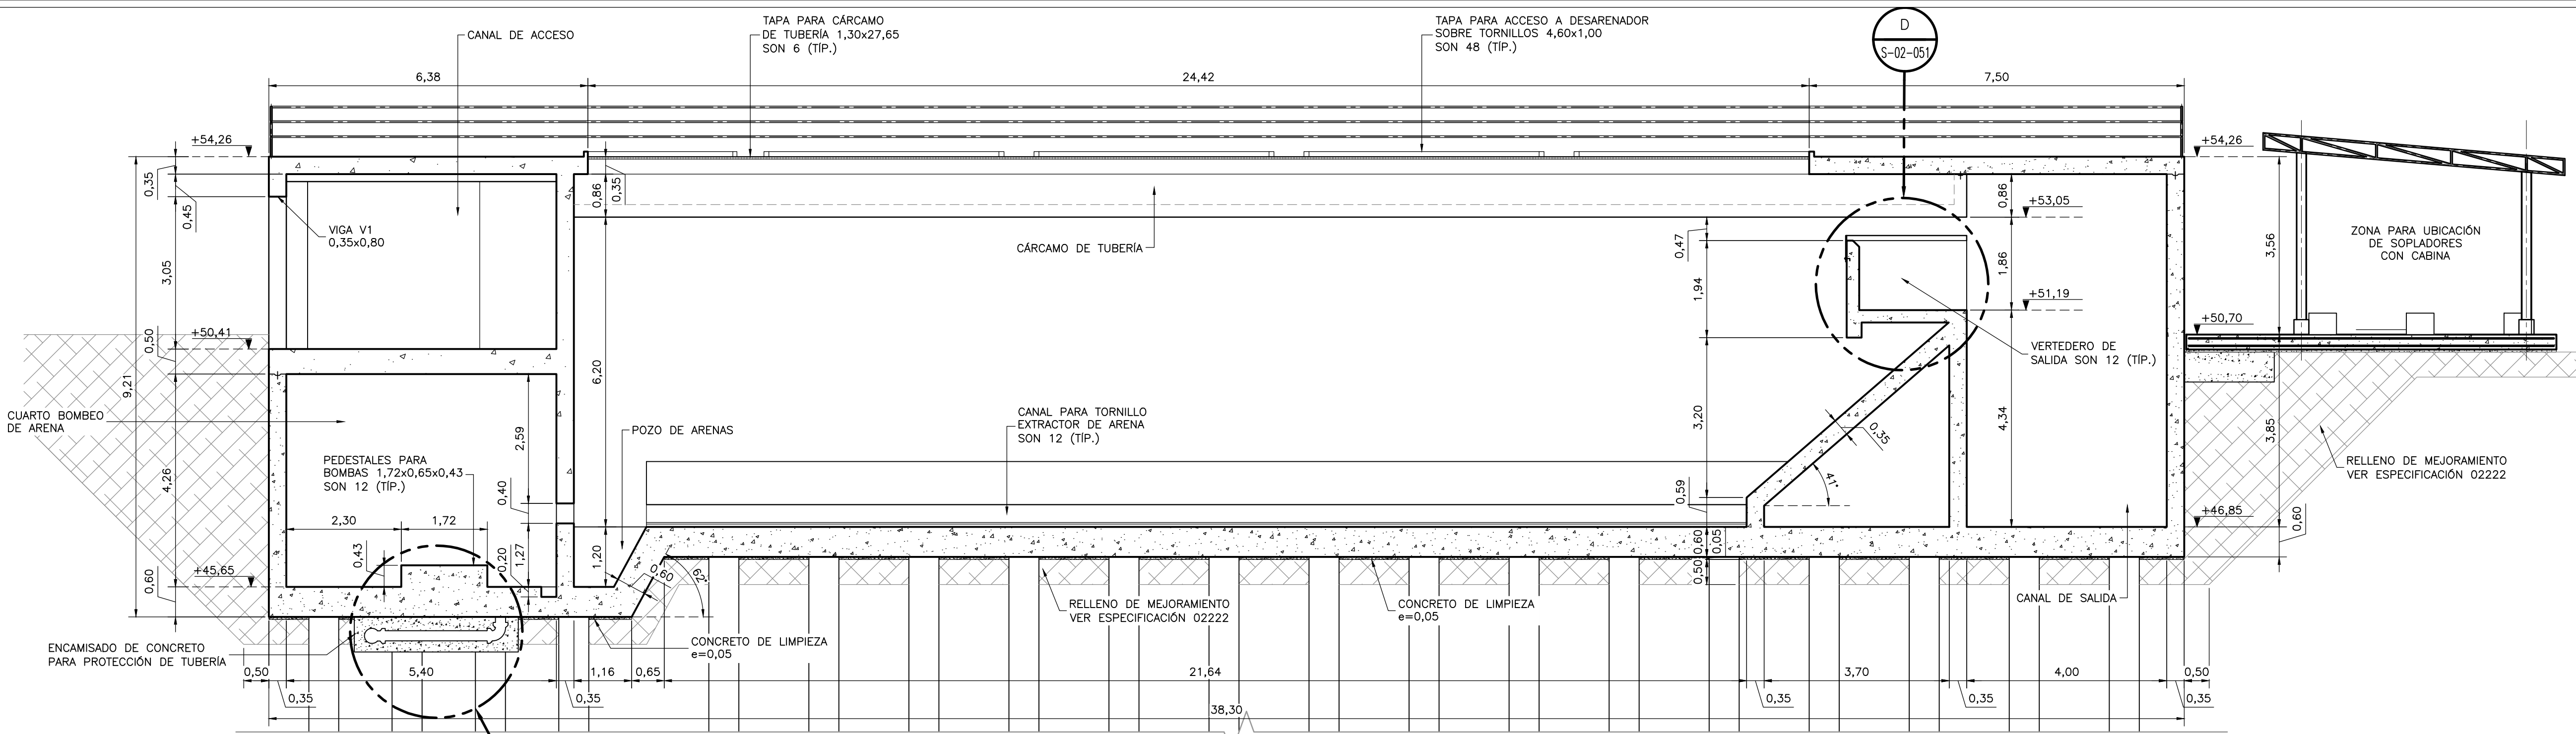 CANAL DE ACCESO
TAPA PARA CÁRCAMO
DE TUBERÍA 1,30x27,65
SON 6 (TÍP.)
TAPA PARA ACCESO A DESARENADOR
SOBRE TORNILLOS 4,60x1,00
SON 48 (TÍP.)
D
S-02-051
6,38
24,42
7,50
+54,26
+54,26
0,35
0,45
0,86
0,35
0,86
+53,05
VIGA V1
0,35x0,80
CÁRCAMO DE TUBERÍA
0,47
3,05
1,94
1,86
3,56
ZONA PARA UBICACIÓN
DE SOPLADORES
CON CABINA
+51,19
+50,41
+50,70
0,50
9,21
6,20
VERTEDERO DE
SALIDA SON 12 (TÍP.)
CUARTO BOMBEO
DE ARENA
2,59
POZO DE ARENAS
CANAL PARA TORNILLO
EXTRACTOR DE ARENA
SON 12 (TÍP.)
3,20
0,35
4,34
3,85
PEDESTALES PARA
BOMBAS 1,72x0,65x0,43
SON 12 (TÍP.)
RELLENO DE MEJORAMIENTO
VER ESPECIFICACIÓN 02222
4,26
0,40
0,59
41°
2,30
1,72
+46,85
0,43
0,20
1,27
1,20
0,60
0,05
0,60
+45,65
0,60
0,60
62°
0,50
RELLENO DE MEJORAMIENTO
VER ESPECIFICACIÓN 02222
CONCRETO DE LIMPIEZA
e=0,05
CANAL DE SALIDA
ENCAMISADO DE CONCRETO
PARA PROTECCIÓN DE TUBERÍA
CONCRETO DE LIMPIEZA
e=0,05
0,50
5,40
1,16
0,65
21,64
3,70
4,00
0,50
0,35
0,35
0,35
0,35
0,35
38,30